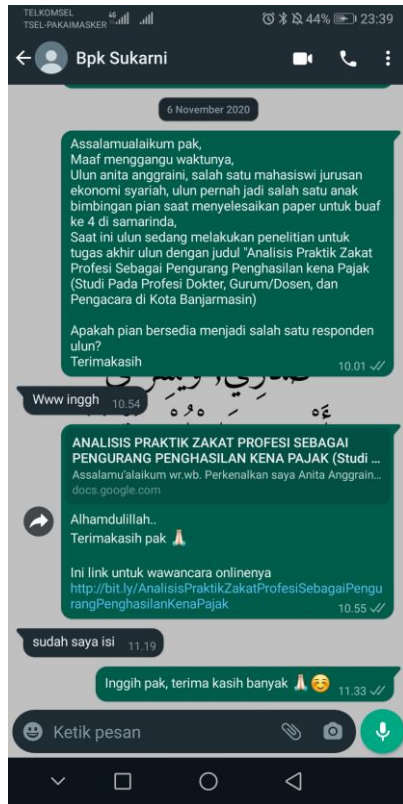 TELKOMSEL
TSEL-PAKAIMASKER
44% 23:39
Bpk Sukarni
6 November 2020
Assalamualaikum pak,
Maaf menggangu waktunya,
Ulun anita anggraini, salah satu mahasiswi jurusan
ekonomi syariah, ulun pernah jadi salah satu anak
bimbingan pian saat menyelesaikan paper untuk buaf
ke 4 di samarinda,
Saat ini ulun sedang melakukan penelitian untuk
tugas akhir ulun dengan judul "Analisis Praktik Zakat
Profesi Sebagai Pengurang Penghasilan kena Pajak
(Studi Pada Profesi Dokter, Gurum/Dosen, dan
Pengacara di Kota Banjarmasin)
Apakah pian bersedia menjadi salah satu responden
ulun?
Terimakasih
10.01
Www inggh 10.54
ANALISIS PRAKTIK ZAKAT PROFESI SEBAGAI
PENGURANG PENGHASILAN KENA PAJAK (Studi ...
Assalamu'alaikum wr.wb. Perkenalkan saya Anita Anggrain...
docs.google.com
Alhamdulillah..
Terimakasih pak 🙏🏻
Ini link untuk wawancara onlinenya
http://bit.ly/AnalisisPraktikZakatProfesiSebagaiPengu
rangPenghasilanKenaPajak
10.55
sudah saya isi 11.19
Inggih pak, terima kasih banyak 🙏🏻☺️ 11.33
Ketik pesan